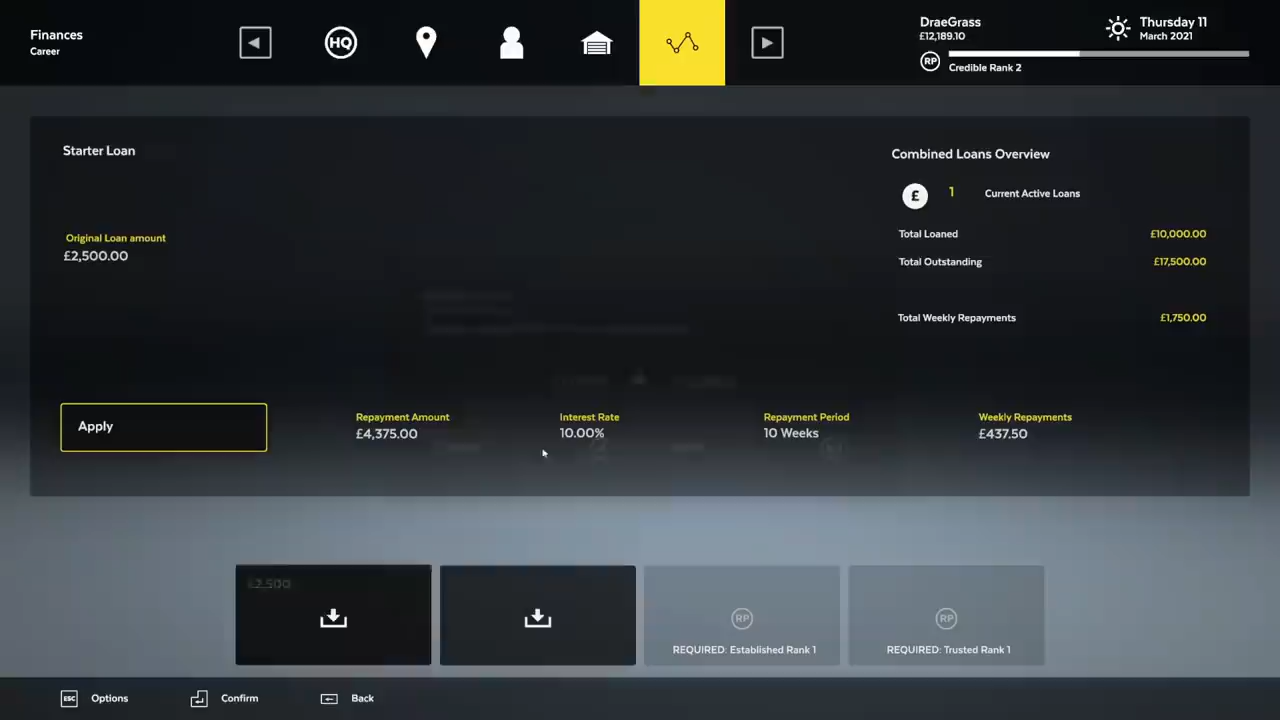 Finances
Career
HQ
DraeGrass
£12,189.10
RP
Credible Rank 2
Thursday 11
March 2021
Starter Loan
Original Loan amount
£2,500.00
Combined Loans Overview
£ 1 Current Active Loans
Total Loaned £10,000.00
Total Outstanding £17,500.00
Total Weekly Repayments £1,750.00
Apply
Repayment Amount
£4,375.00
Interest Rate
10.00%
Repayment Period
10 Weeks
Weekly Repayments
£437.50
£2,500
RP
REQUIRED: Established Rank 1
RP
REQUIRED: Trusted Rank 1
ESC Options
Confirm
Back